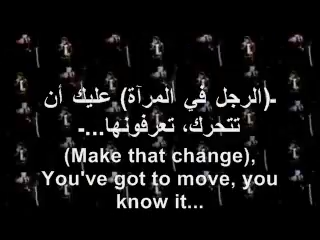 -(الرجل في المرآة) عليك أن
تتحرك، تعرفونها...-
(Make that change),
You've got to move, you
know it...